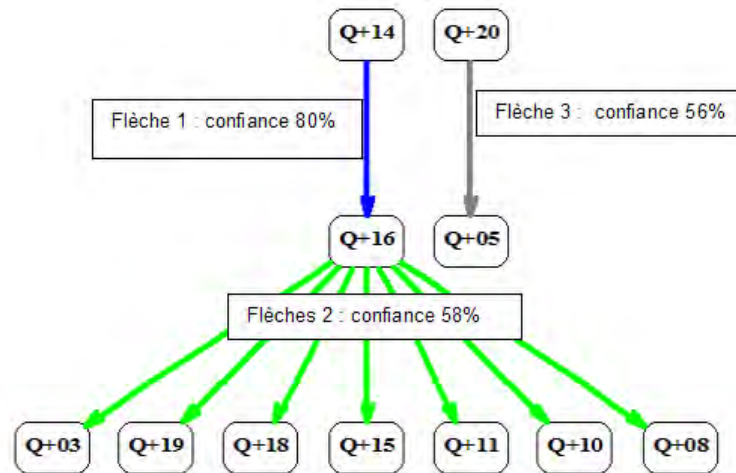 Q+14
Q+20
Flèche 1 : confiance 80%
Flèche 3 : confiance 56%
Q+16
Q+05
Flèches 2 : confiance 58%
Q+03
Q+19
Q+18
Q+15
Q+11
Q+10
Q+08